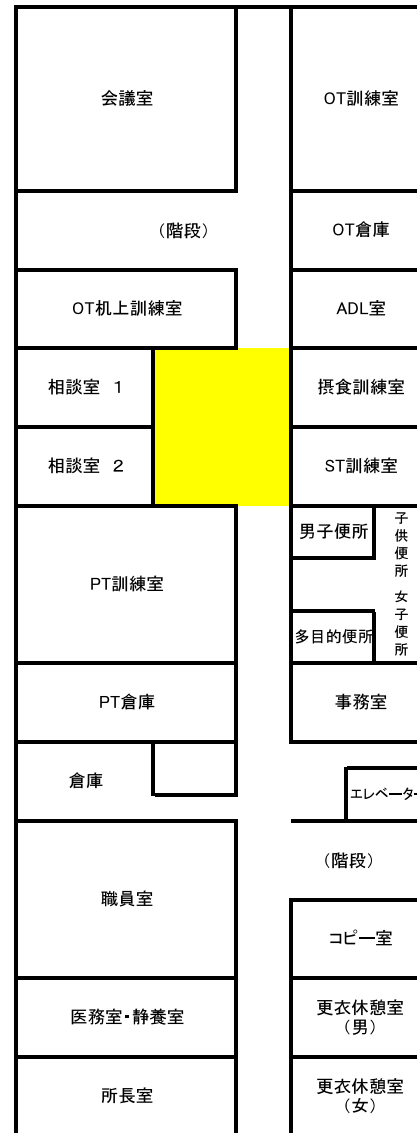 会議室
OT訓練室
(階段)
OT倉庫
OT机上訓練室
ADL室
相談室 1
摂食訓練室
相談室 2
ST訓練室
男子便所
子供便所
PT訓練室
女子便所
多目的便所
PT倉庫
事務室
倉庫
エレベーター
職員室
(階段)
コピー室
医務室・静養室
更衣休憩室
(男)
所長室
更衣休憩室
(女)